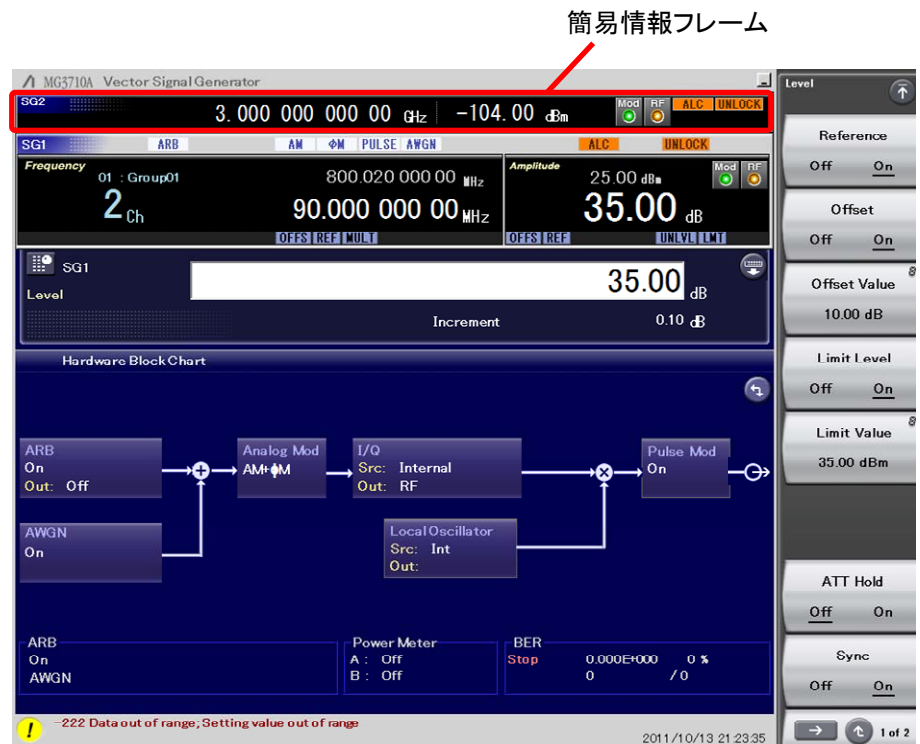 簡易情報フレーム
MG3710A Vector Signal Generator
SG2
3.000 000 000 00 GHz -104.00 dBm
Mod RF ALC UNLOCK
SG1 ARB AM ΦM PULSE AWGN ALC UNLOCK
Frequency
01 : Group01
2 Ch
800.020 000 00 MHz
90.000 000 00 MHz
OFFS REF MULT
Amplitude
25.00 dBm
Mod RF
35.00 dB
OFFS REF UNLVL LMT
SG1
Level
35.00 dB
Increment 0.10 dB
Hardware Block Chart
ARB
On
Out: Off
Analog Mod
AM+ϕM
I/Q
Src: Internal
Out: RF
Pulse Mod
On
AWGN
On
Local Oscillator
Src: Int
Out:
ARB
On
AWGN
Power Meter
A : Off
B : Off
BER
Stop 0.000E+000 0 %
0 / 0
-222 Data out of range; Setting value out of range
2011/10/13 21:23:35
Level
Reference
Off On
Offset
Off On
Offset Value
10.00 dB
Limit Level
Off On
Limit Value
35.00 dBm
ATT Hold
Off On
Sync
Off On
1 of 2